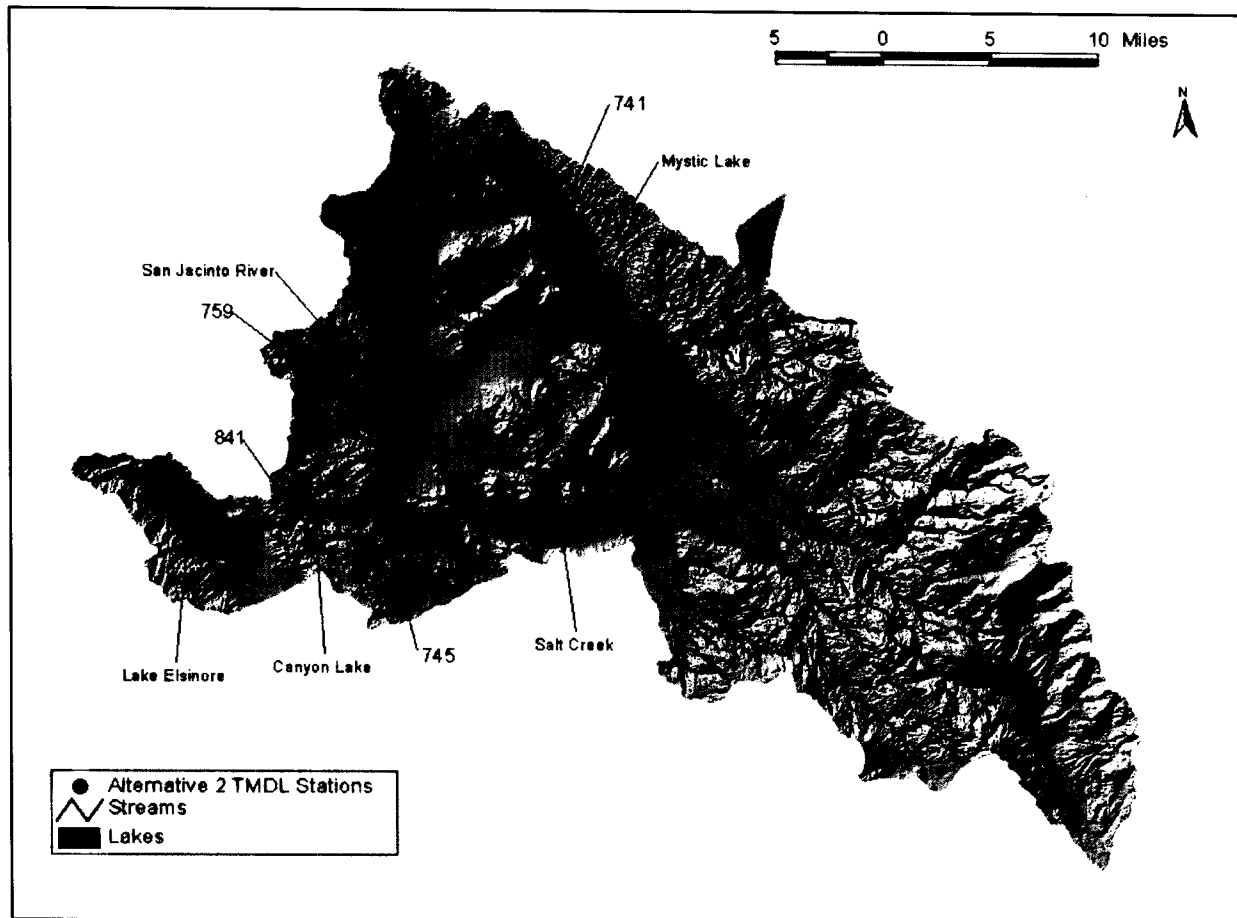 5 0 5 10 Miles
N
741
Mystic Lake
San Jacinto River
759
841
Lake Elsinore
Canyon Lake
745
Salt Creek
Alternative 2 TMDL Stations
Streams
Lakes